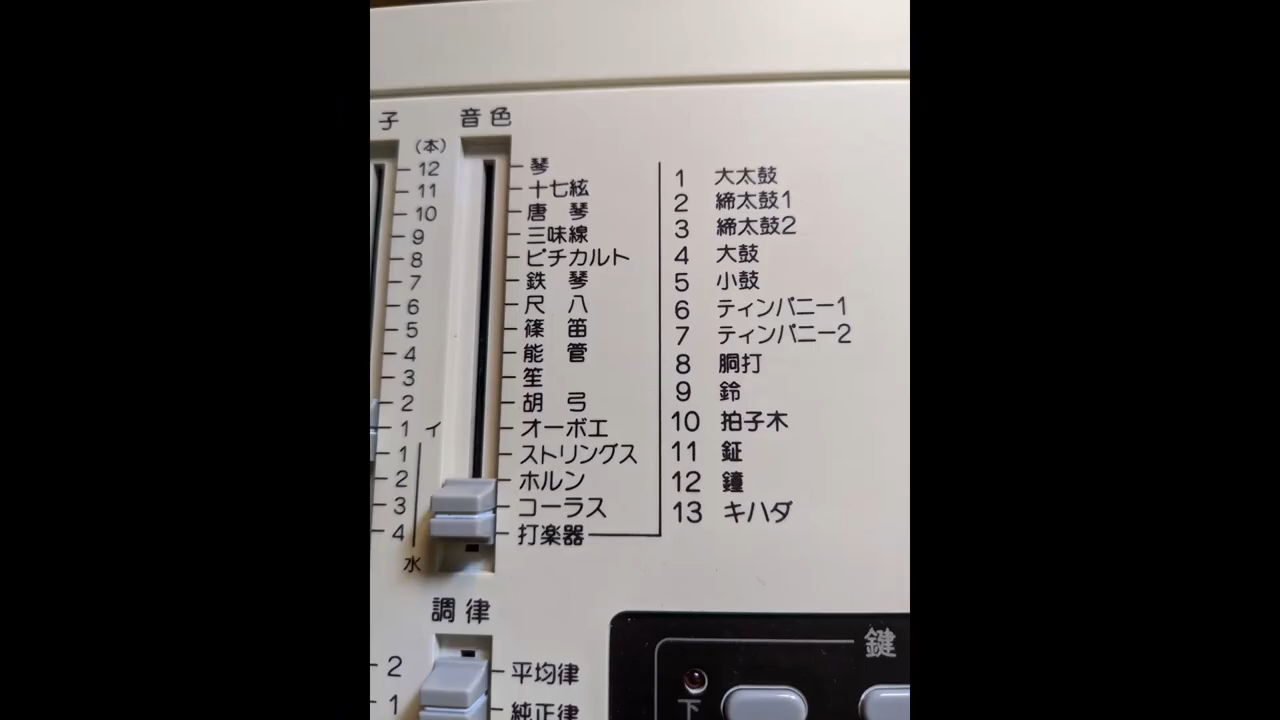 子
(本)
12
11
10
9
8
7
6
5
4
3
2
1 イ
1
2
3
4
水
音色
琴
十七絃
唐 琴
三味線
ピチカルト
鉄 琴
尺 八
篠 笛
能 管
笙
胡 弓
オーボエ
ストリングス
ホルン
コーラス
打楽器
1 大太鼓
2 締太鼓1
3 締太鼓2
4 大鼓
5 小鼓
6 ティンパニー1
7 ティンパニー2
8 胴打
9 鈴
10 拍子木
11 鉦
12 鐘
13 キハダ
調律
2
1
平均律
純正律
鍵
下